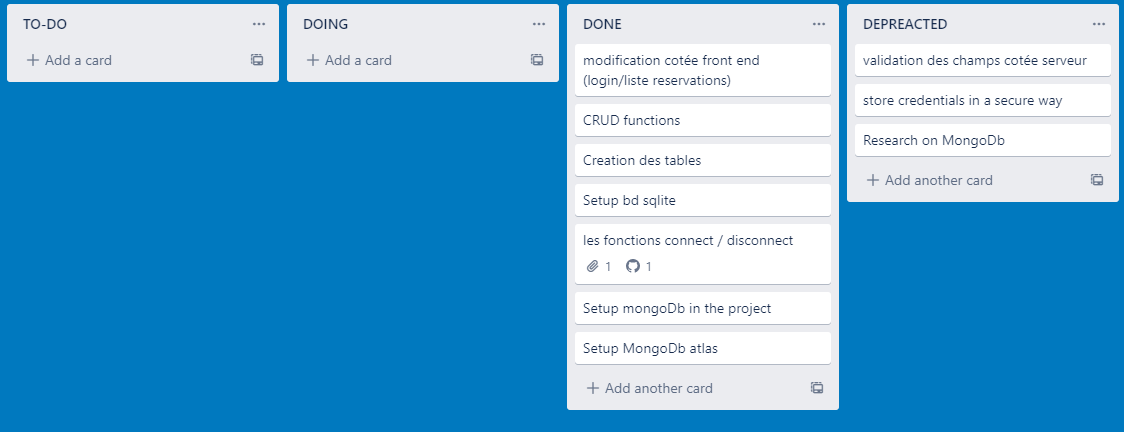 TO-DO
Add a card
DOING
Add a card
DONE
modification cotée front end
(login/liste reservations)
CRUD functions
Creation des tables
Setup bd sqlite
les fonctions connect / disconnect
1 1
Setup mongoDb in the project
Setup MongoDb atlas
Add another card
DEPREACTED
validation des champs cotée serveur
store credentials in a secure way
Research on MongoDb
Add another card